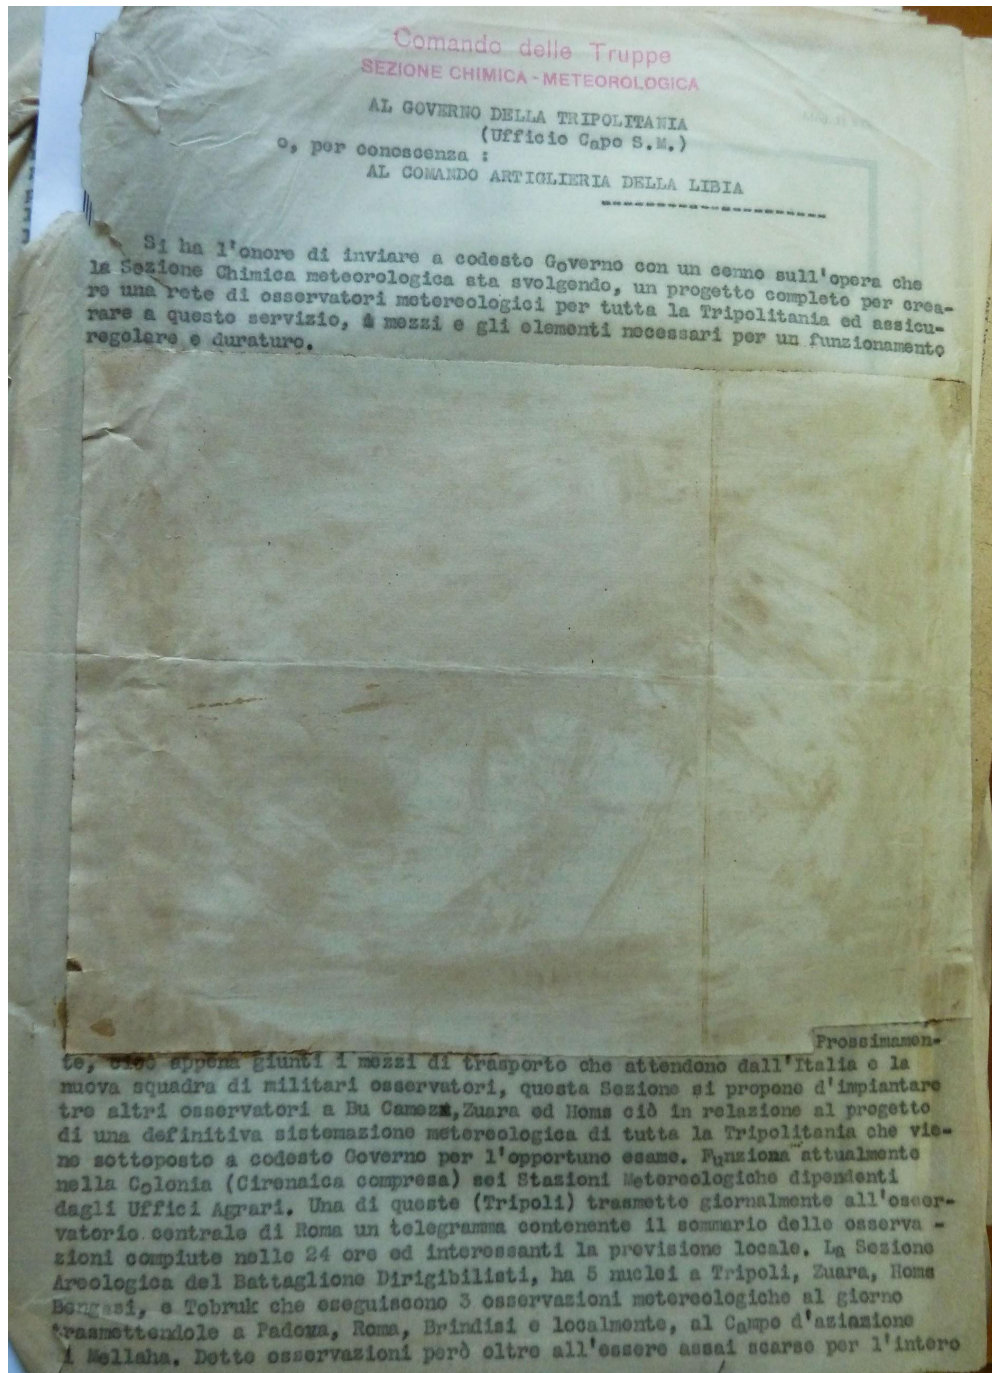 Comando delle Truppe
SEZIONE CHIMICA - METEOROLOGICA
AL GOVERNO DELLA TRIPOLITANIA
(Ufficio Capo S.M.)
o, per conoscenza :
AL COMANDO ARTIGLIERIA DELLA LIBIA
---------------------
Si ha l'onore di inviare a codesto Governo con un cenno sull'opera che
la Sezione Chimica meteorologica sta svolgendo, un progetto completo per crea-
re una rete di osservatori metereologici per tutta la Tripolitania ed assicu-
rare a questo servizio, i mezzi e gli elementi necessari per un funzionamento
regolare e duraturo.
Prossimamen-
te, cioè appena giunti i mezzi di trasporto che attendono dall'Italia e la
nuova squadra di militari osservatori, questa Sezione si propone d'impiantare
tre altri osservatori a Bu Camez, Zuara ed Homs ciò in relazione al progetto
di una definitiva sistemazione metereologica di tutta la Tripolitania che vie-
ne sottoposto a codesto Governo per l'opportuno esame. Funziona attualmente
nella Colonia (Cirenaica compresa) sei Stazioni Metereologiche dipendenti
dagli Uffici Agrari. Una di queste (Tripoli) trasmette giornalmente all'osser-
vatorio centrale di Roma un telegramma contenente il sommario delle osserva -
zioni compiute nelle 24 ore ed interessanti la previsione locale. La Sezione
Areologica del Battaglione Dirigibilisti, ha 5 nuclei a Tripoli, Zuara, Homs
Bengasi, e Tobruk che eseguiscono 3 osservazioni metereologiche al giorno
trasmettendole a Padova, Roma, Brindisi e localmente, al Campo d'aziazione
i Mellaha. Dette osservazioni però oltre all'essere assai scarse per l'intero